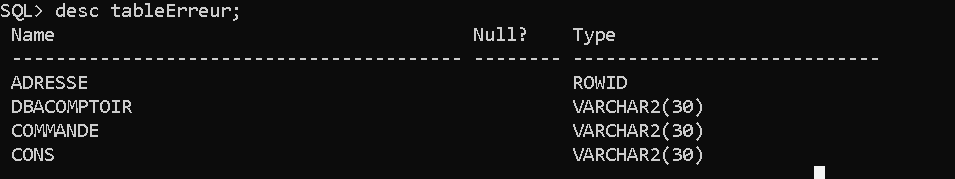 SQL> desc tableErreur;
Name Null? Type
----------------------------------------- -------- ----------------------------
ADRESSE ROWID
DBACOMPTOIR VARCHAR2(30)
COMMANDE VARCHAR2(30)
CONS VARCHAR2(30)